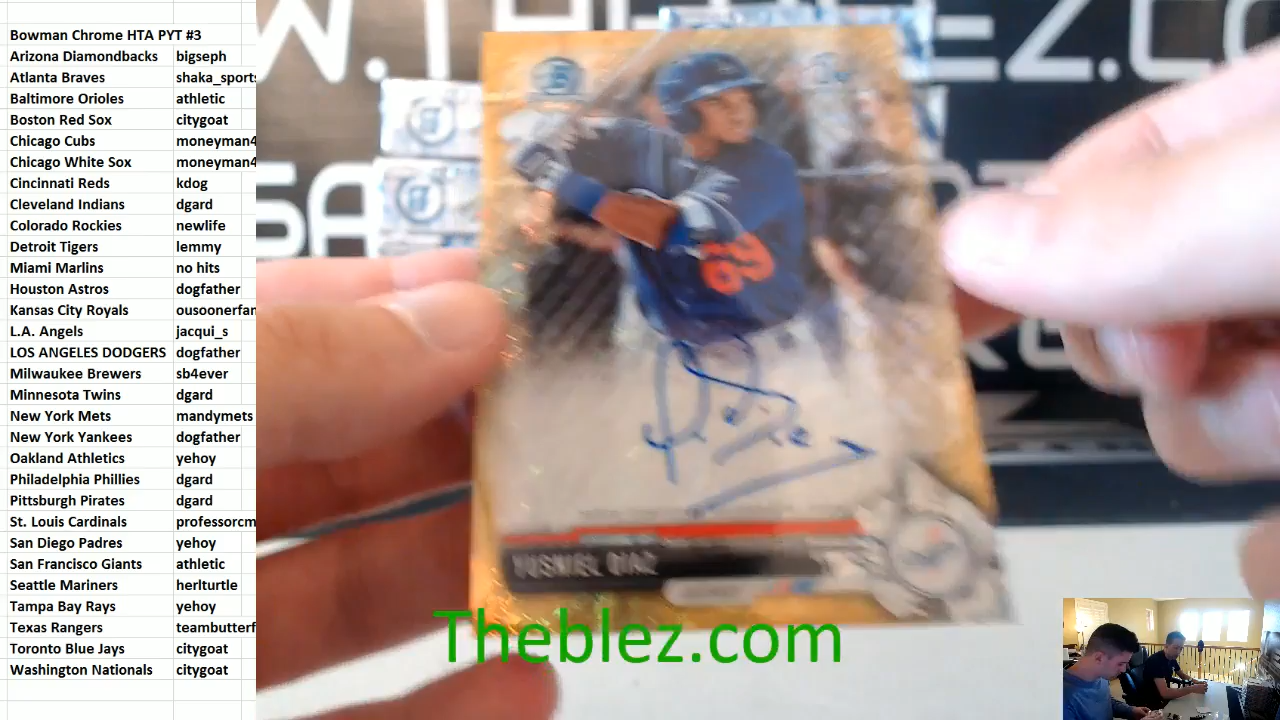 Bowman Chrome HTA PYT #3
Arizona Diamondbacks bigseph
Atlanta Braves shaka_sports
Baltimore Orioles athletic
Boston Red Sox citygoat
Chicago Cubs moneyman4
Chicago White Sox moneyman4
Cincinnati Reds kdog
Cleveland Indians dgard
Colorado Rockies newlife
Detroit Tigers lemmy
Miami Marlins no hits
Houston Astros dogfather
Kansas City Royals ousoonerfan
L.A. Angels jacqui_s
LOS ANGELES DODGERS dogfather
Milwaukee Brewers sb4ever
Minnesota Twins dgard
New York Mets mandymets
New York Yankees dogfather
Oakland Athletics yehoy
Philadelphia Phillies dgard
Pittsburgh Pirates dgard
St. Louis Cardinals professorcm
San Diego Padres yehoy
San Francisco Giants athletic
Seattle Mariners herlturtle
Tampa Bay Rays yehoy
Texas Rangers teambutterf
Toronto Blue Jays citygoat
Washington Nationals citygoat
69
YUSNIEL DIAZ
Theblez.com